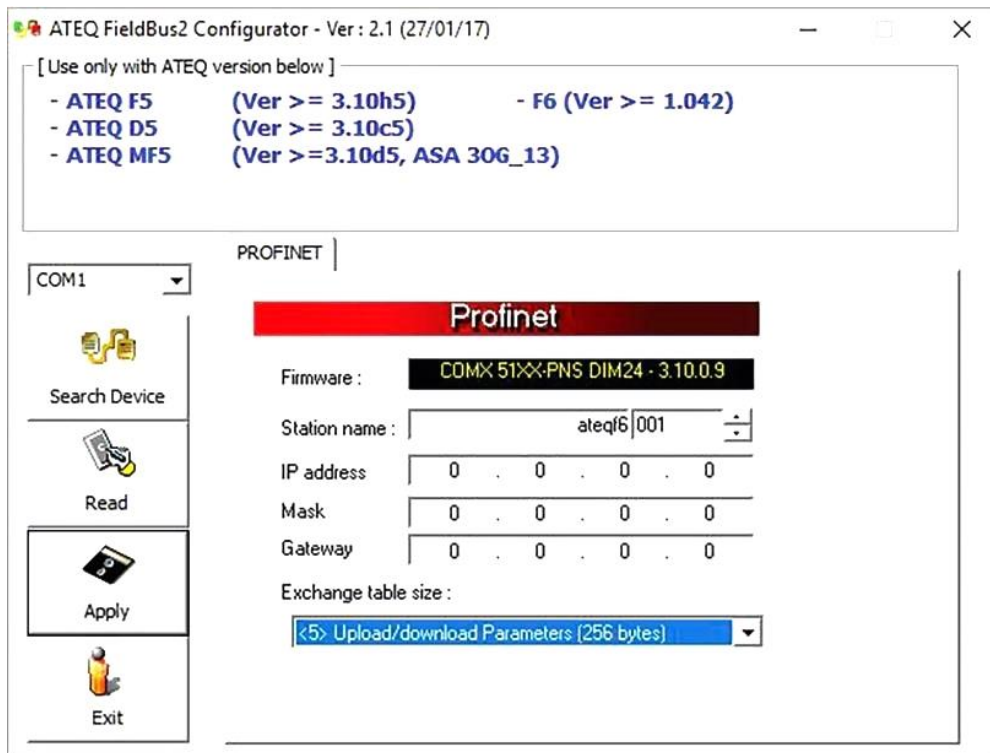 ATEQ FieldBus2 Configurator - Ver : 2.1 (27/01/17)
[ Use only with ATEQ version below ]
- ATEQ F5 (Ver >= 3.10h5) - F6 (Ver >= 1.042)
- ATEQ D5 (Ver >= 3.10c5)
- ATEQ MF5 (Ver >=3.10d5, ASA 3OG_13)
PROFINET
COM1
Profinet
Firmware : COMX 51XX-PNS DIM24 - 3.10.0.9
Search Device
Station name : ateqf6 001
IP address 0 . 0 . 0 . 0
Read
Mask 0 . 0 . 0 . 0
Gateway 0 . 0 . 0 . 0
Exchange table size :
Apply
<5> Upload/download Parameters (256 bytes)
Exit